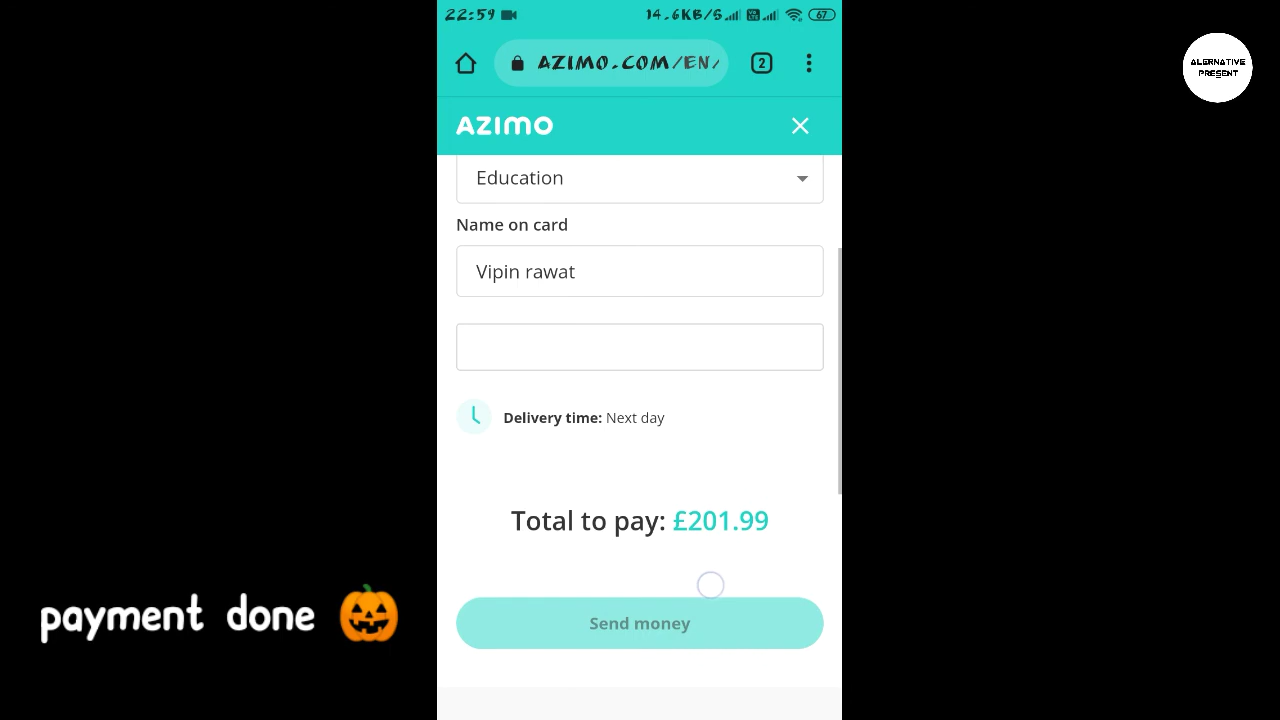 22:59
14.6KB/S
67
AZIMO.COM/EN/
2
ALERNATIVE
PRESENT
AZIMO
Education
Name on card
Vipin rawat
Delivery time: Next day
Total to pay: £201.99
payment done
Send money